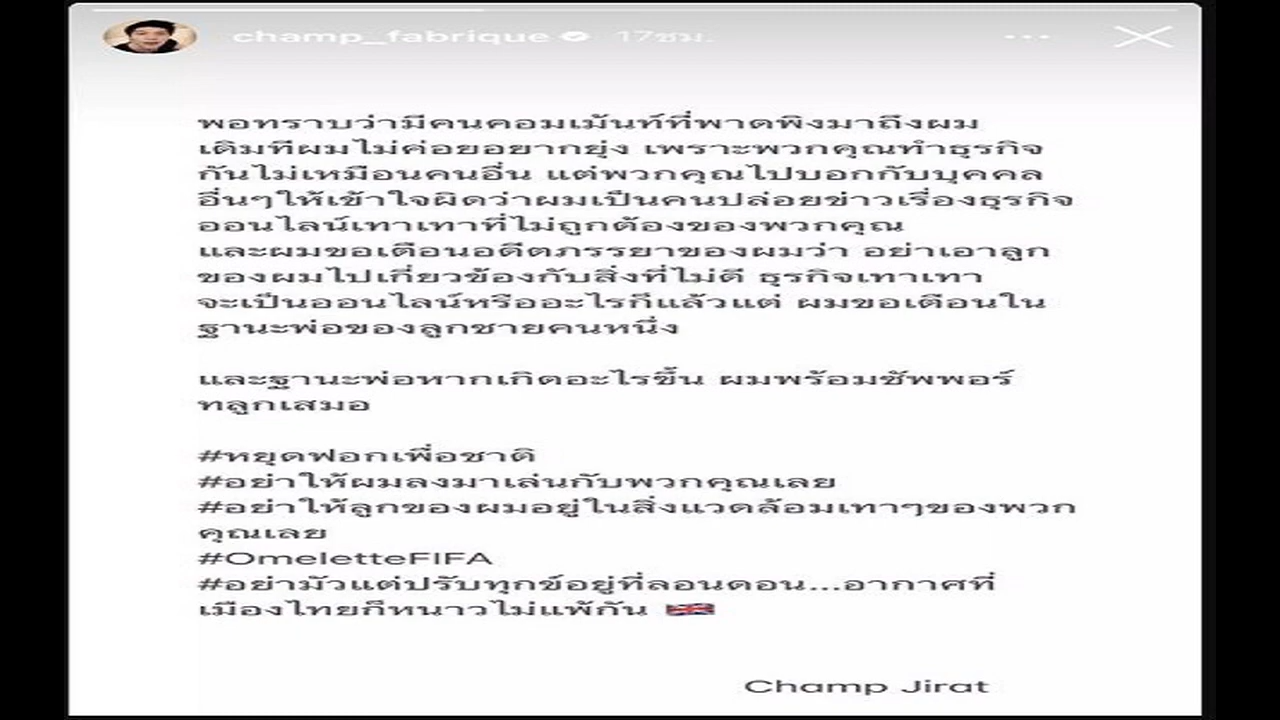 champ_fabrique 17ชม.
พอทราบว่ามีคนคอมเม้นท์ที่พาดพิงมาถึงผม
เดิมทีผมไม่ค่อยอยากยุ่ง เพราะพวกคุณทำธุรกิจ
กันไม่เหมือนคนอื่น แต่พวกคุณไปบอกกับบุคคล
อื่นๆให้เข้าใจผิดว่าผมเป็นคนปล่อยข่าวเรื่องธุรกิจ
ออนไลน์เทาเทาที่ไม่ถูกต้องของพวกคุณ
และผมขอเตือนอดีตภรรยาของผมว่า อย่าเอาลูก
ของผมไปเกี่ยวข้องกับสิ่งที่ไม่ดี ธุรกิจเทาเทา
จะเป็นออนไลน์หรืออะไรก็แล้วแต่ ผมขอเตือนใน
ฐานะพ่อของลูกชายคนหนึ่ง
และฐานะพ่อหากเกิดอะไรขึ้น ผมพร้อมซัพพอร์
ทลูกเสมอ
#หยุดฟอกเพื่อชาติ
#อย่าให้ผมลงมาเล่นกับพวกคุณเลย
#อย่าให้ลูกของผมอยู่ในสิ่งแวดล้อมเทาๆของพวก
คุณเลย
#OmeletteFIFA
#อย่ามัวแต่ปรับทุกข์อยู่ที่ลอนดอน...อากาศที่
เมืองไทยก็หนาวไม่แพ้กัน 🇬🇧
Champ Jirat